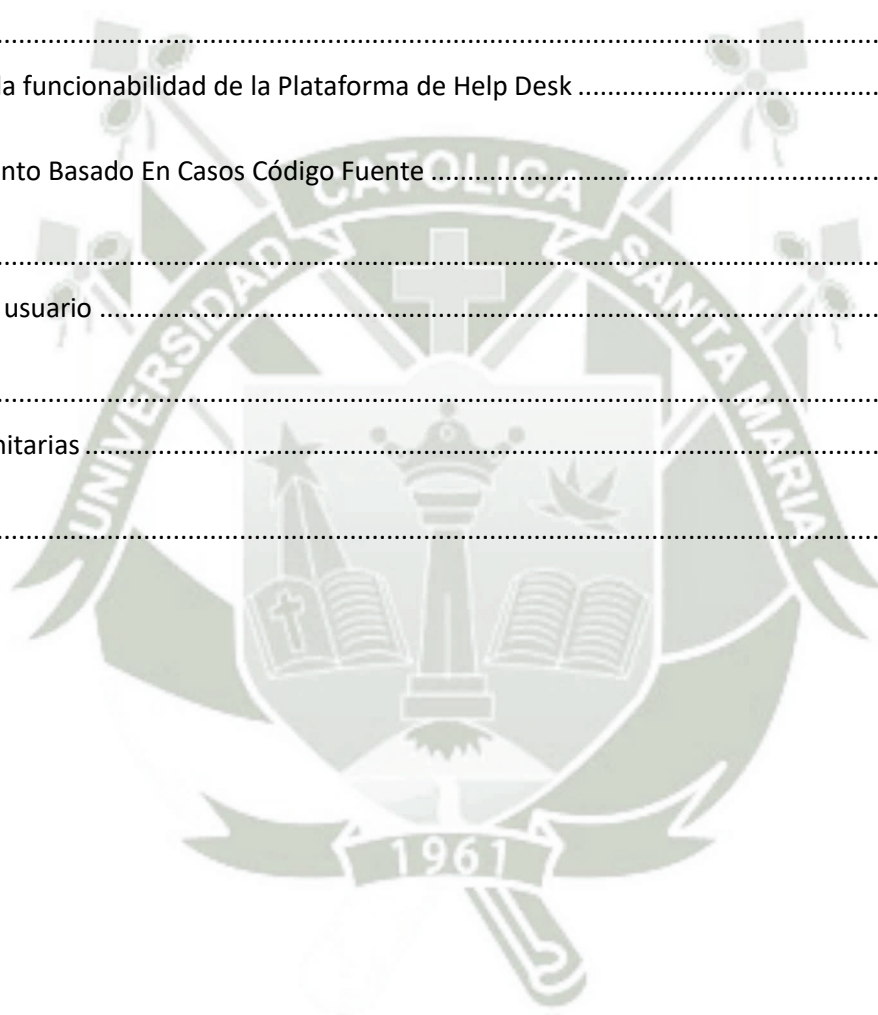 ....................................................................................................
la funcionabilidad de la Plataforma de Help Desk ........................................
nto Basado En Casos Código Fuente ............................................................
....................................................................................................
usuario ........................................................................................................
....................................................................................................
nitarias ..........................................................................................................
....................................................................................................
UNIVERSIDAD CATOLICA SANTA MARIA
1961